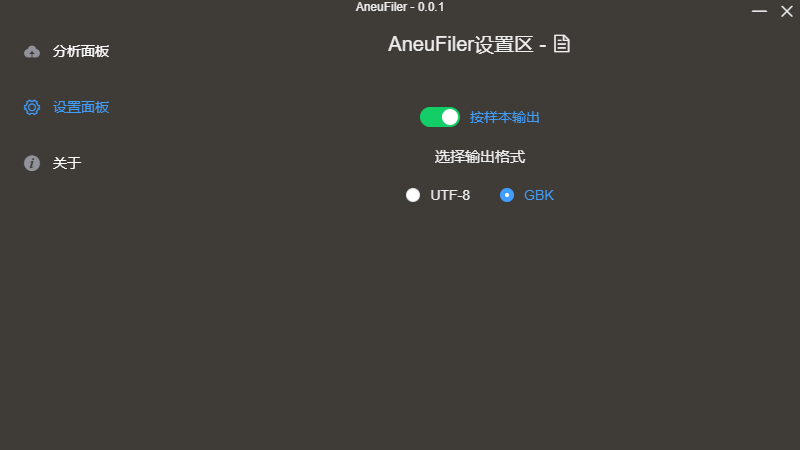 AneuFiler - 0.0.1
分析面板
设置面板
关于
AneuFiler设置区 -
按样本输出
选择输出格式
UTF-8 GBK